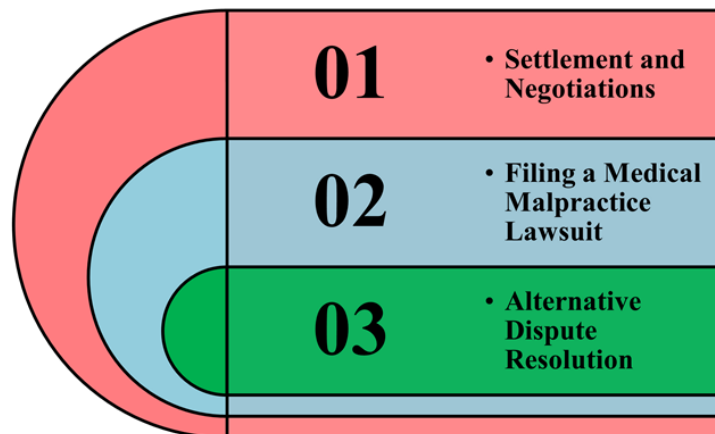 01
• Settlement and
Negotiations
02
• Filing a Medical
Malpractice
Lawsuit
03
• Alternative
Dispute
Resolution